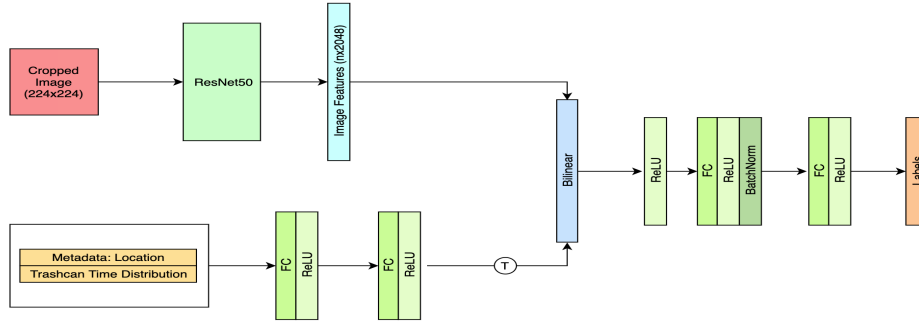 Cropped
Image
(224x224)
ResNet50
Image Features (nx2048)
Bilinear
ReLU
FC
ReLU
BatchNorm
FC
ReLU
Labels
Metadata: Location
Trashcan Time Distribution
FC
ReLU
FC
ReLU
T